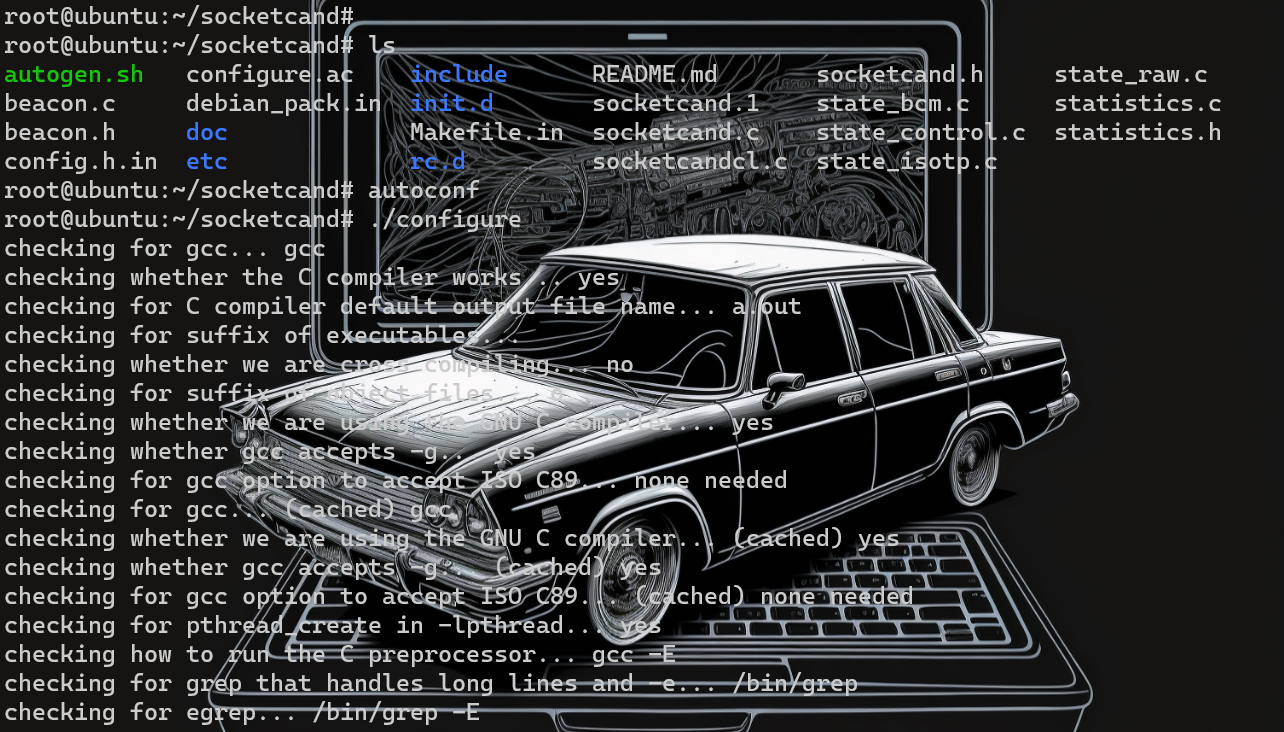 root@ubuntu:~/socketcand#
root@ubuntu:~/socketcand# ls
autogen.sh configure.ac include README.md socketcand.h state_raw.c
beacon.c debian_pack.in init.d socketcand.1 state_bcm.c statistics.c
beacon.h doc Makefile.in socketcand.c state_control.c statistics.h
config.h.in etc rc.d socketcandcl.c state_isotp.c
root@ubuntu:~/socketcand# autoconf
root@ubuntu:~/socketcand# ./configure
checking for gcc... gcc
checking whether the C compiler works... yes
checking for C compiler default output file name... a.out
checking for suffix of executables...
checking whether we are cross compiling... no
checking for suffix of object files... o
checking whether we are using the GNU C compiler... yes
checking whether gcc accepts -g... yes
checking for gcc option to accept ISO C89... none needed
checking for gcc... (cached) gcc
checking whether we are using the GNU C compiler... (cached) yes
checking whether gcc accepts -g... (cached) yes
checking for gcc option to accept ISO C89... (cached) none needed
checking for pthread_create in -lpthread... yes
checking how to run the C preprocessor... gcc -E
checking for grep that handles long lines and -e... /bin/grep
checking for egrep... /bin/grep -E